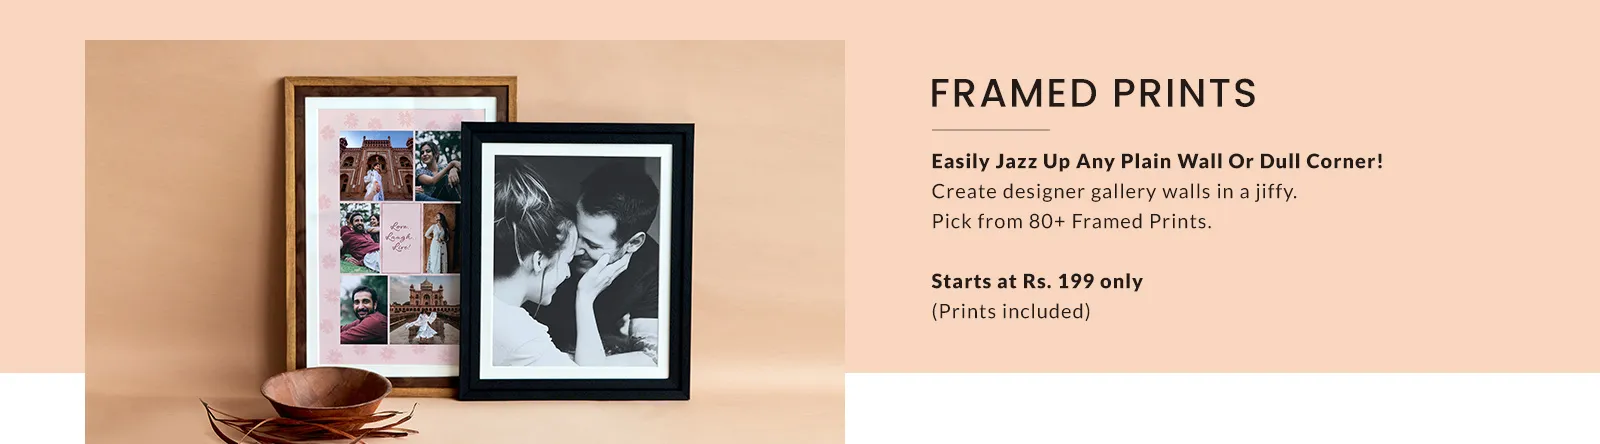 Love
Laugh
Live!
FRAMED PRINTS
Easily Jazz Up Any Plain Wall Or Dull Corner!
Create designer gallery walls in a jiffy.
Pick from 80+ Framed Prints.
Starts at Rs. 199 only
(Prints included)